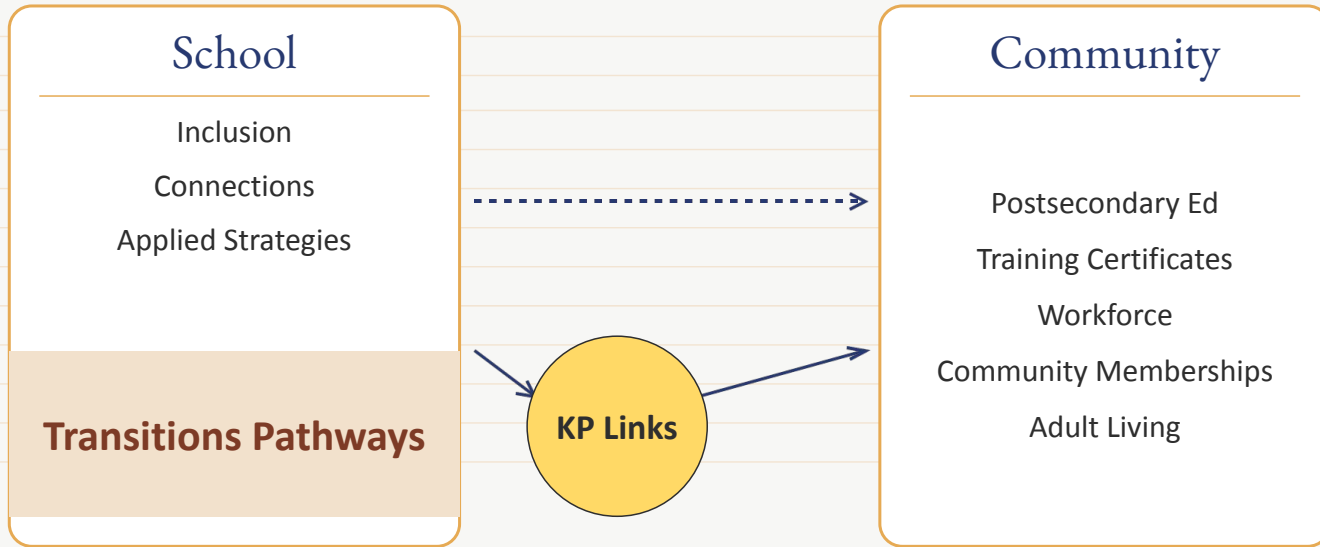 School
Inclusion
Connections
Applied Strategies
Transitions Pathways
KP Links
Community
Postsecondary Ed
Training Certificates
Workforce
Community Memberships
Adult Living